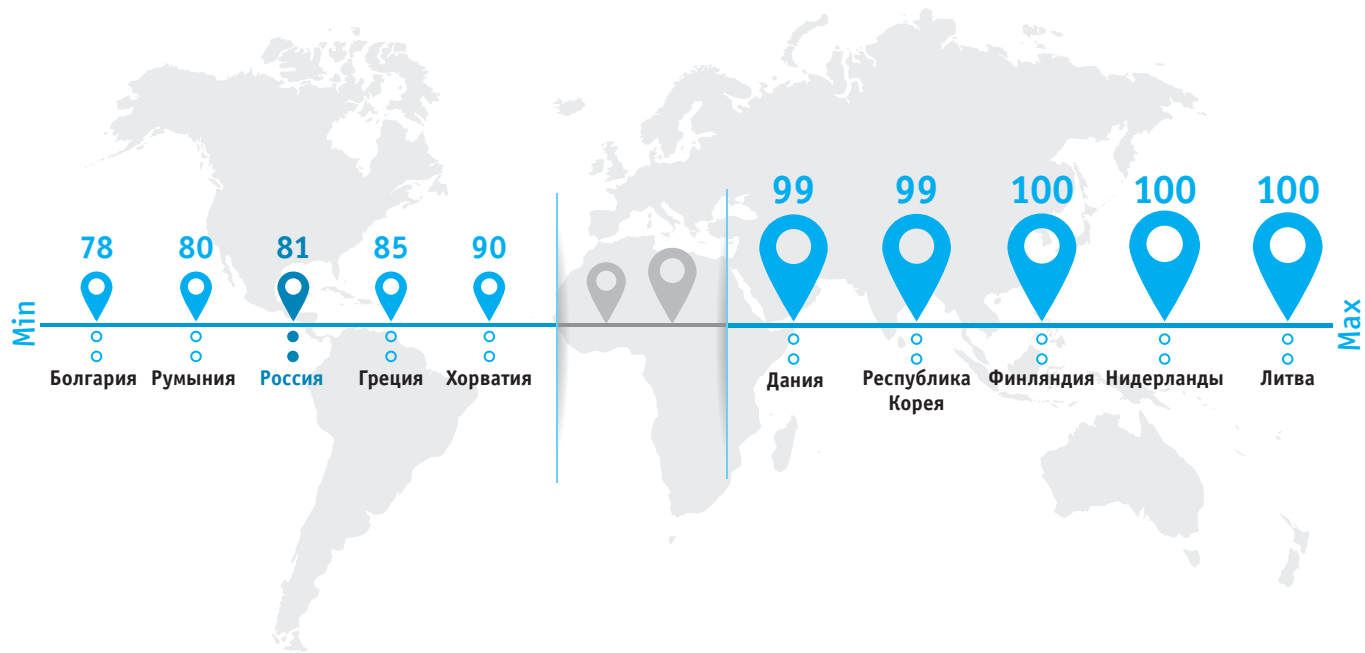 99 99 100 100 100
78 80 81 85 90
Min
Max
Болгария Румыния Россия Греция Хорватия
Дания Республика Корея Финляндия Нидерланды Литва